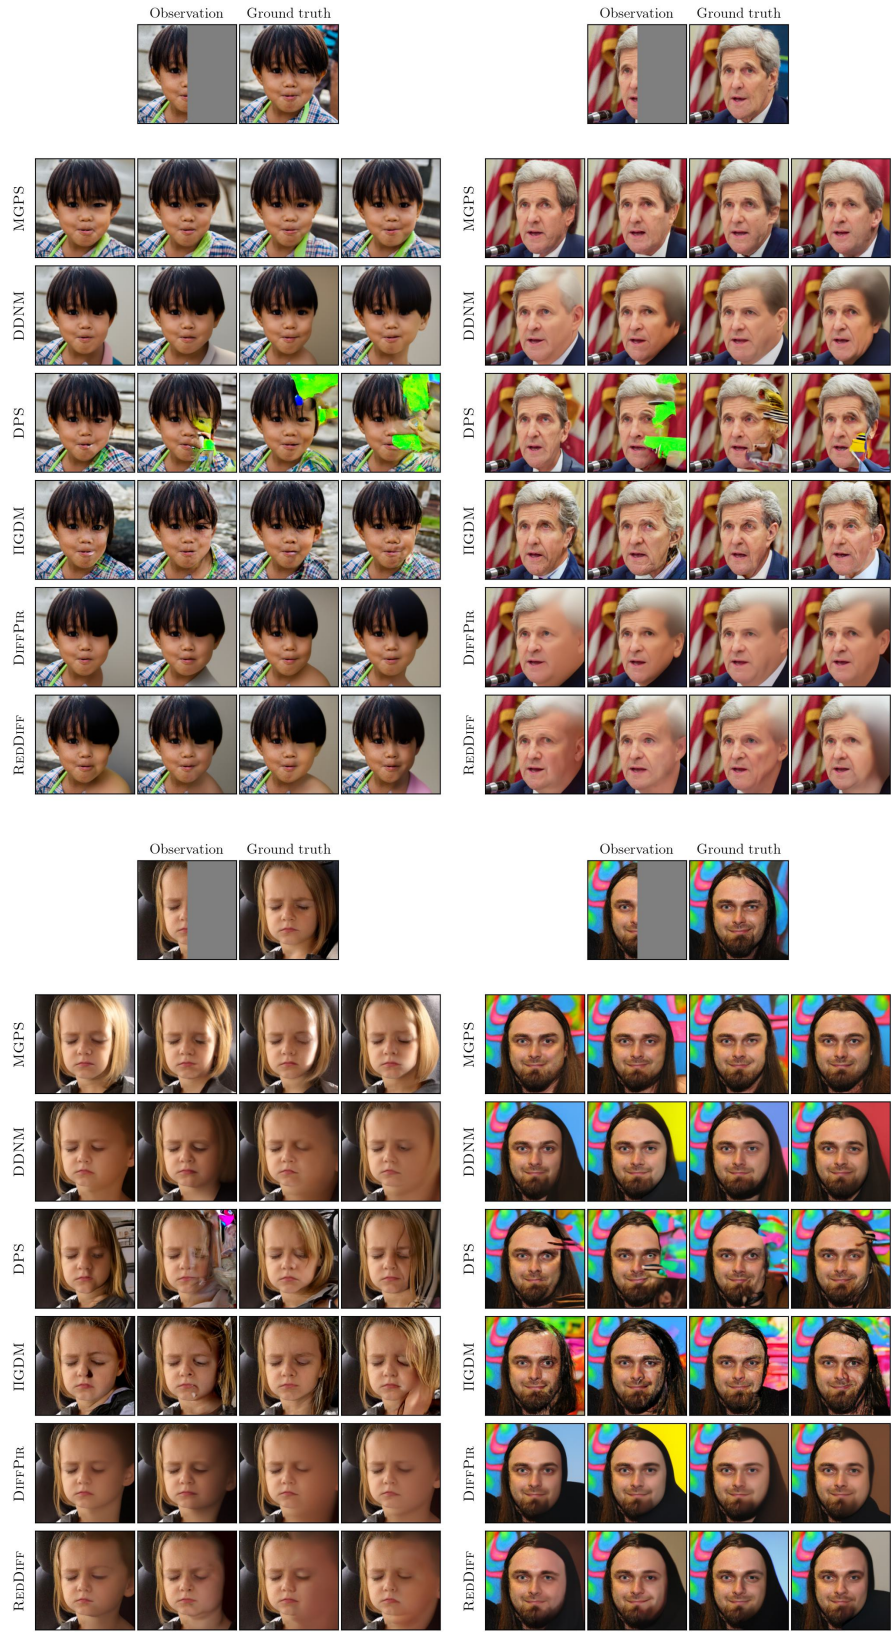 Observation Ground truth
Observation Ground truth
MGPS
DDNM
DPS
ΠGDM
DiffPir
RedDiff
MGPS
DDNM
DPS
ΠGDM
DiffPir
RedDiff
Observation Ground truth
Observation Ground truth
MGPS
DDNM
DPS
ΠGDM
DiffPir
RedDiff
MGPS
DDNM
DPS
ΠGDM
DiffPir
RedDiff